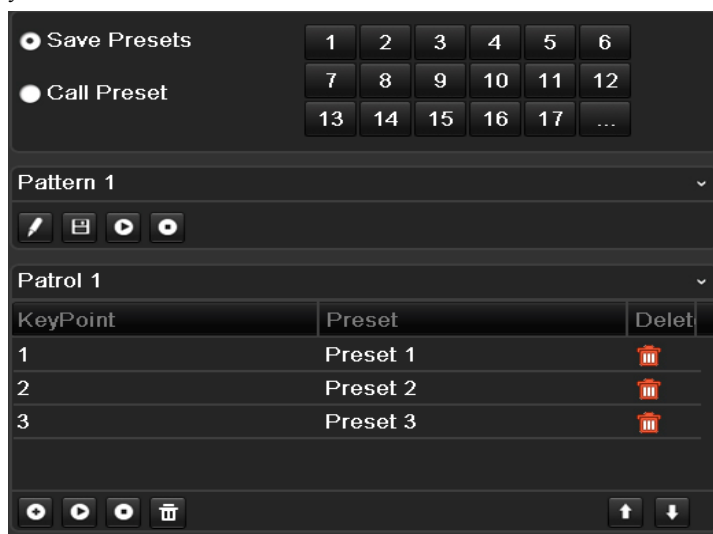 Save Presets
1 2 3 4 5 6
Call Preset
7 8 9 10 11 12
13 14 15 16 17 ...
Pattern 1
Patrol 1
KeyPoint Preset Delet
1 Preset 1
2 Preset 2
3 Preset 3